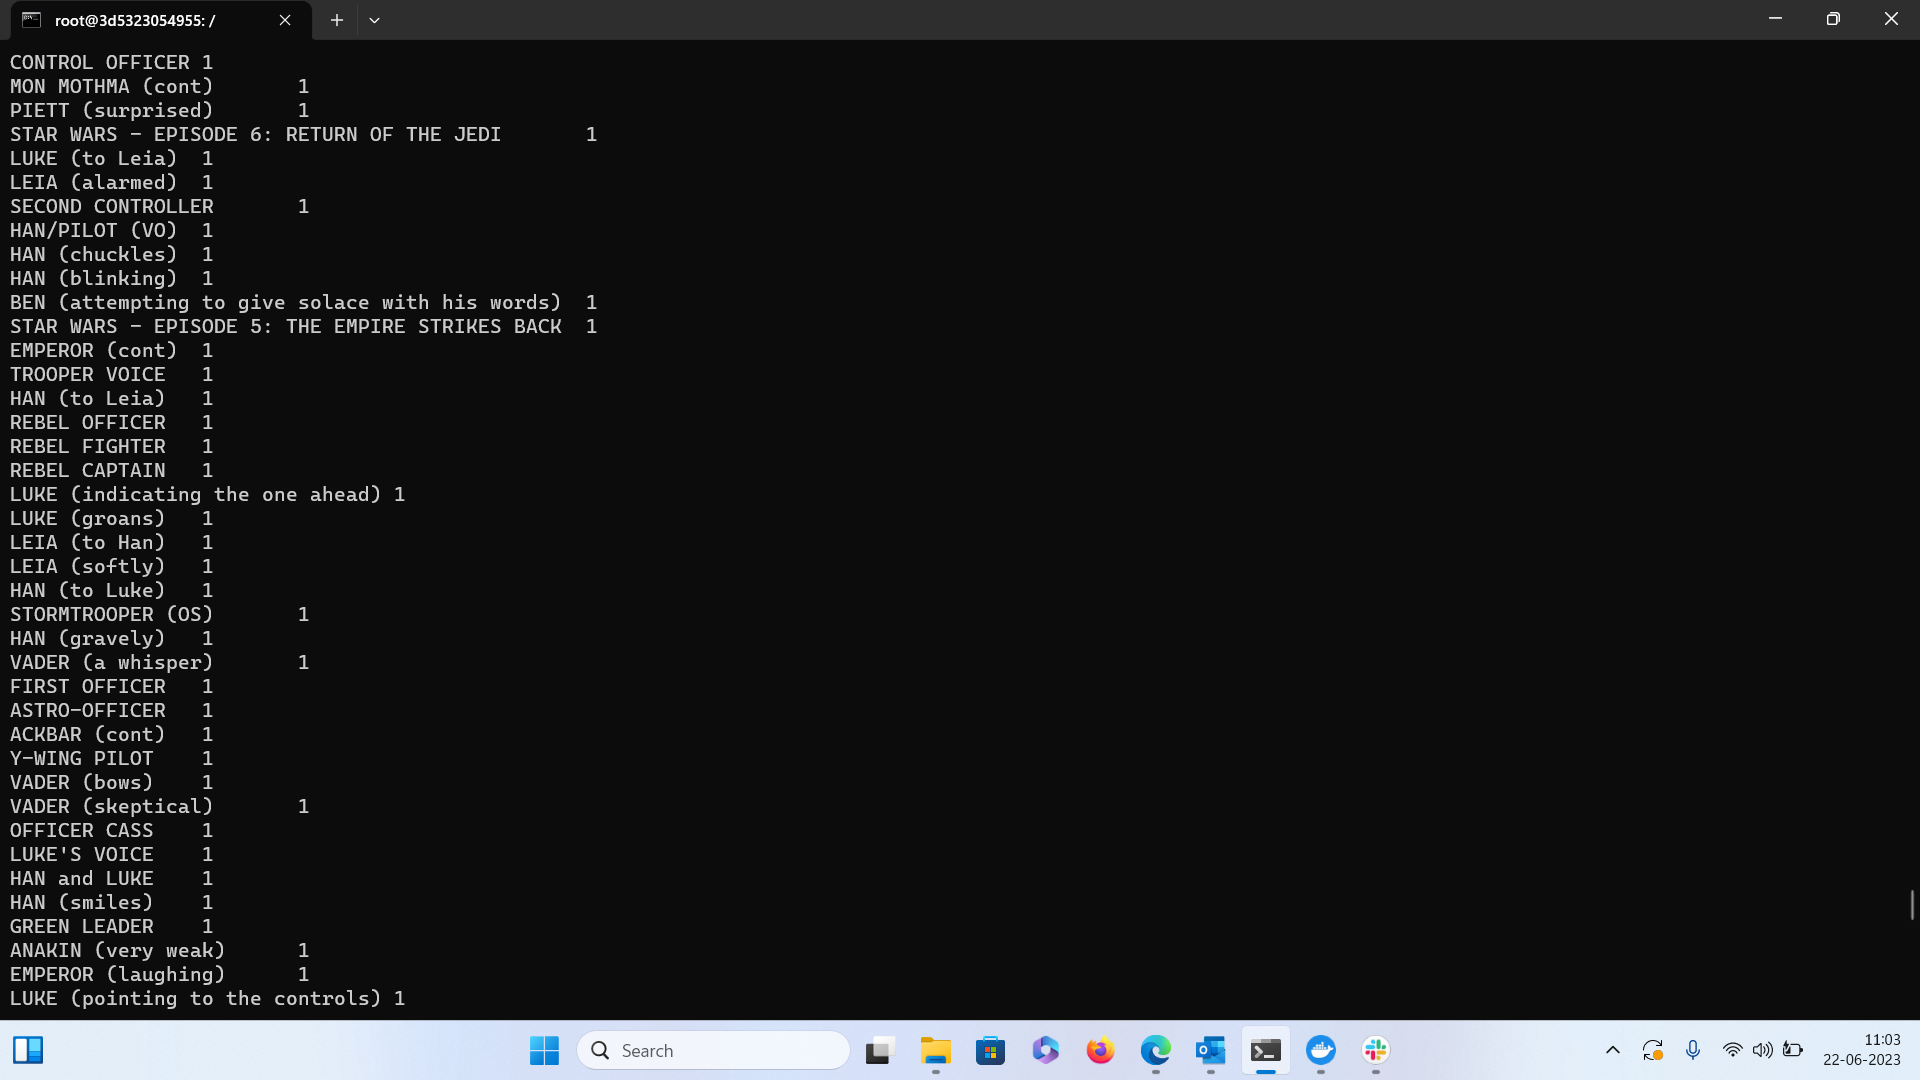 root@3d5323054955: /
CONTROL OFFICER 1
MON MOTHMA (cont) 1
PIETT (surprised) 1
STAR WARS - EPISODE 6: RETURN OF THE JEDI 1
LUKE (to Leia) 1
LEIA (alarmed) 1
SECOND CONTROLLER 1
HAN/PILOT (VO) 1
HAN (chuckles) 1
HAN (blinking) 1
BEN (attempting to give solace with his words) 1
STAR WARS - EPISODE 5: THE EMPIRE STRIKES BACK 1
EMPEROR (cont) 1
TROOPER VOICE 1
HAN (to Leia) 1
REBEL OFFICER 1
REBEL FIGHTER 1
REBEL CAPTAIN 1
LUKE (indicating the one ahead) 1
LUKE (groans) 1
LEIA (to Han) 1
LEIA (softly) 1
HAN (to Luke) 1
STORMTROOPER (OS) 1
HAN (gravely) 1
VADER (a whisper) 1
FIRST OFFICER 1
ASTRO-OFFICER 1
ACKBAR (cont) 1
Y-WING PILOT 1
VADER (bows) 1
VADER (skeptical) 1
OFFICER CASS 1
LUKE'S VOICE 1
HAN and LUKE 1
HAN (smiles) 1
GREEN LEADER 1
ANAKIN (very weak) 1
EMPEROR (laughing) 1
LUKE (pointing to the controls) 1
Search
11:03
22-06-2023